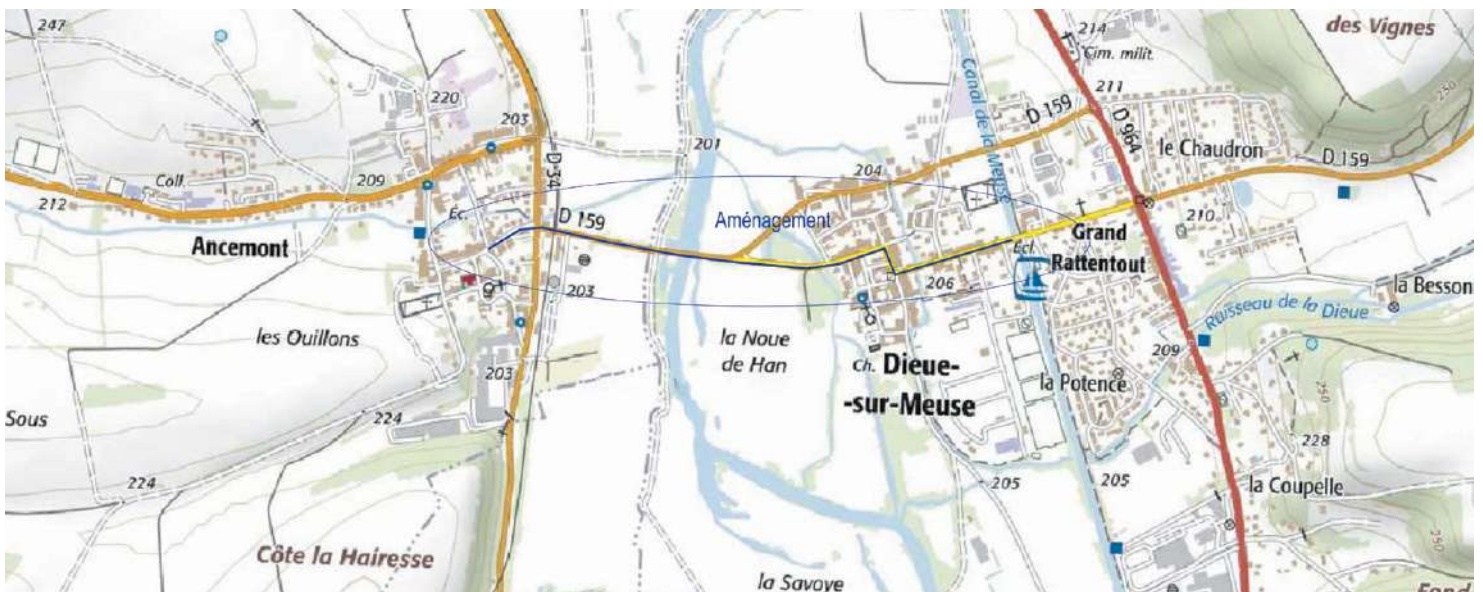 247
214
des Vignes
Cim. milit.
250
220
211
203
Canal de la Meuse
D 159
D 964
le Chaudron
D 34
201
D 159
Coll.
209
204
212
Éc.
D 159
Aménagement
210
Ancemont
Grand
Écl.
Rattentout
203
206
la Besson
Ruisseau de la Dieue
les Ouillons
la Noue
de Han
209
203
Ch.
Dieue-
-sur-Meuse
la Potence
250
Sous
224
228
224
205
205
la Coupelle
250
Côte la Hairesse
la Savoye
Fond